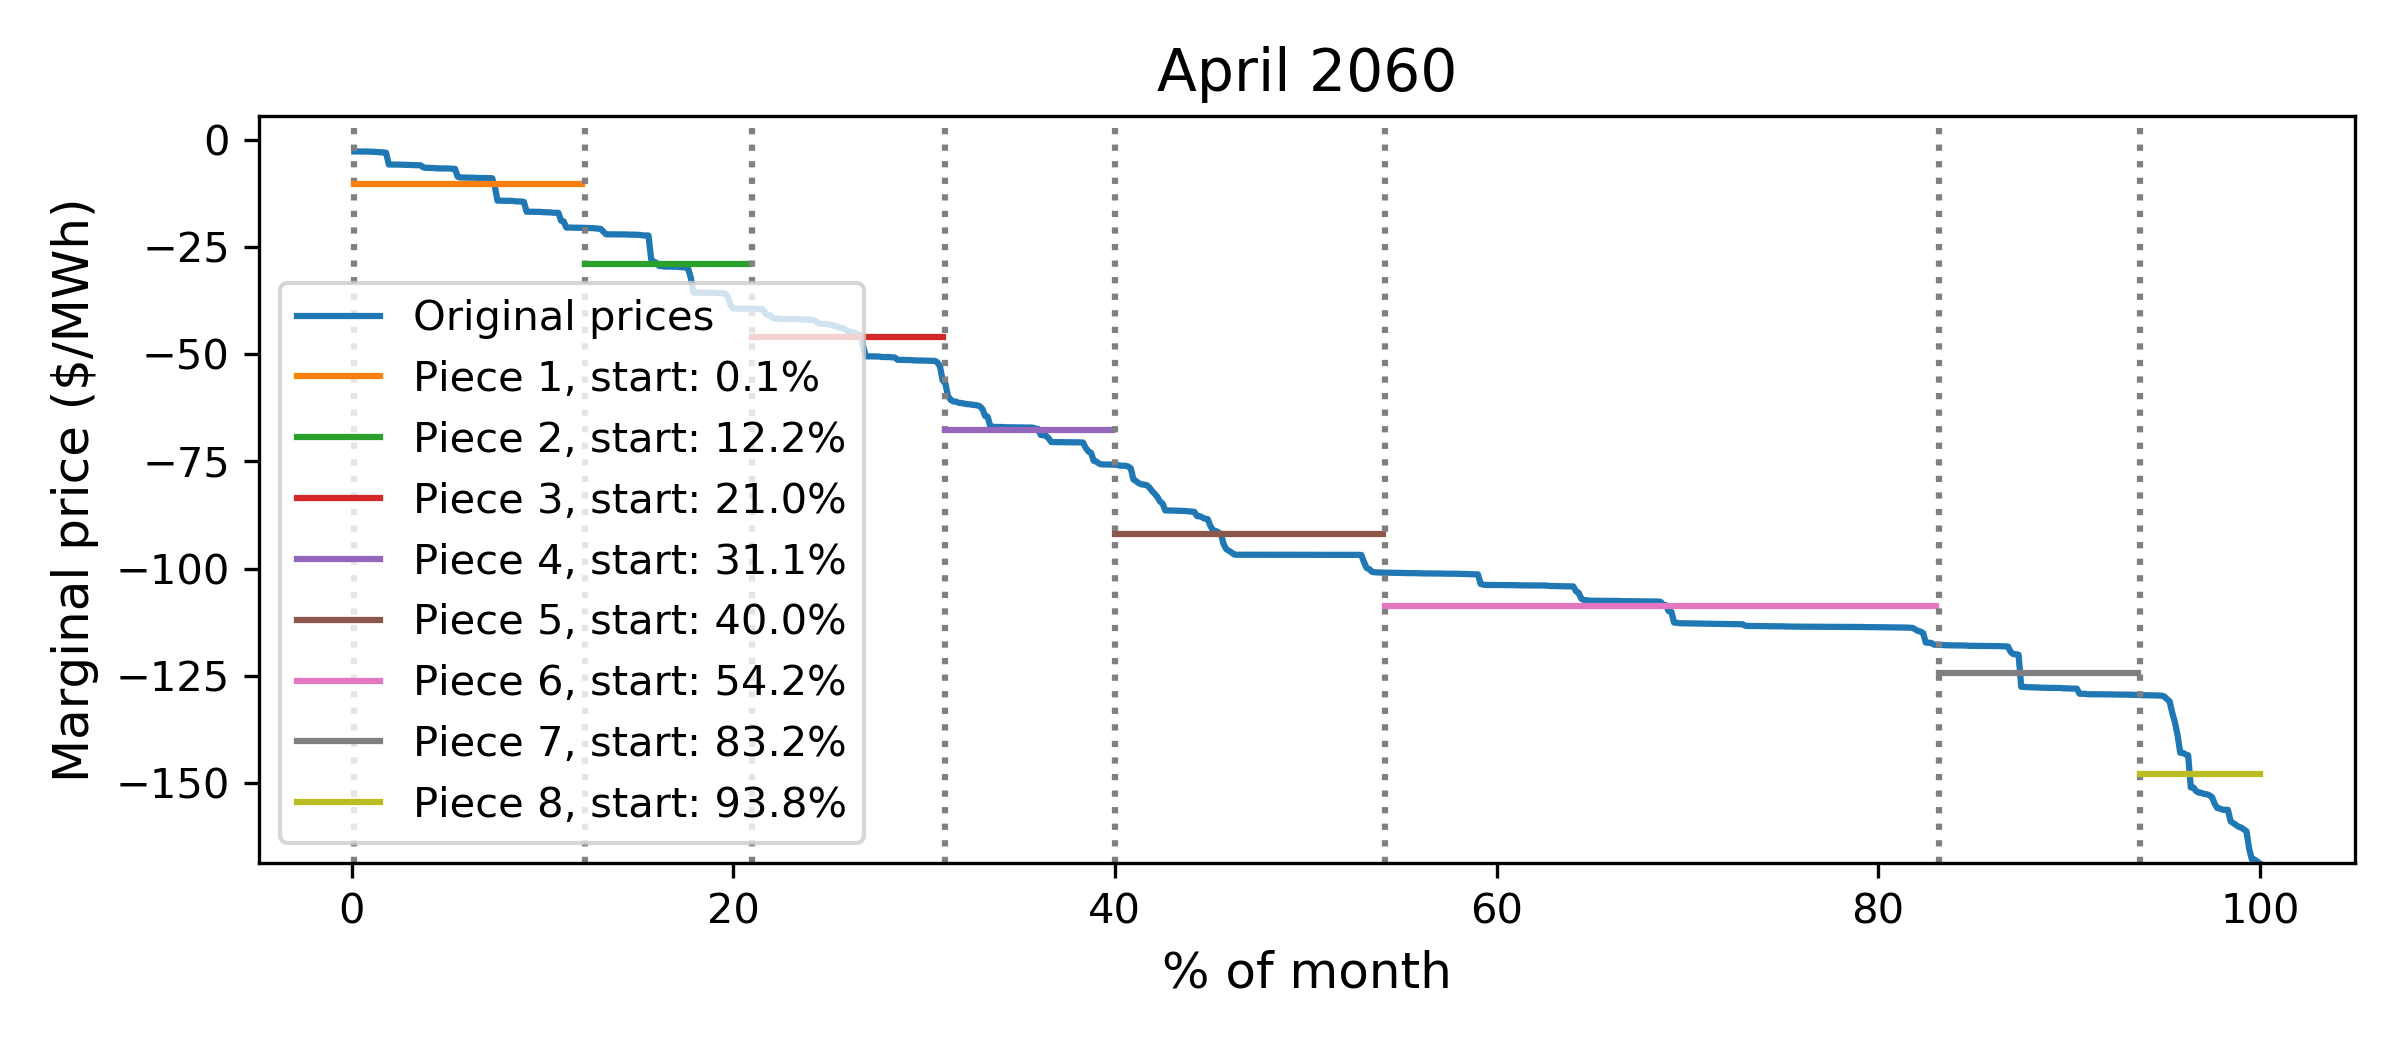 April 2060
Marginal price ($/MWh)
0
−25
−50
−75
−100
−125
−150
Original prices
Piece 1, start: 0.1%
Piece 2, start: 12.2%
Piece 3, start: 21.0%
Piece 4, start: 31.1%
Piece 5, start: 40.0%
Piece 6, start: 54.2%
Piece 7, start: 83.2%
Piece 8, start: 93.8%
0 20 40 60 80 100
% of month